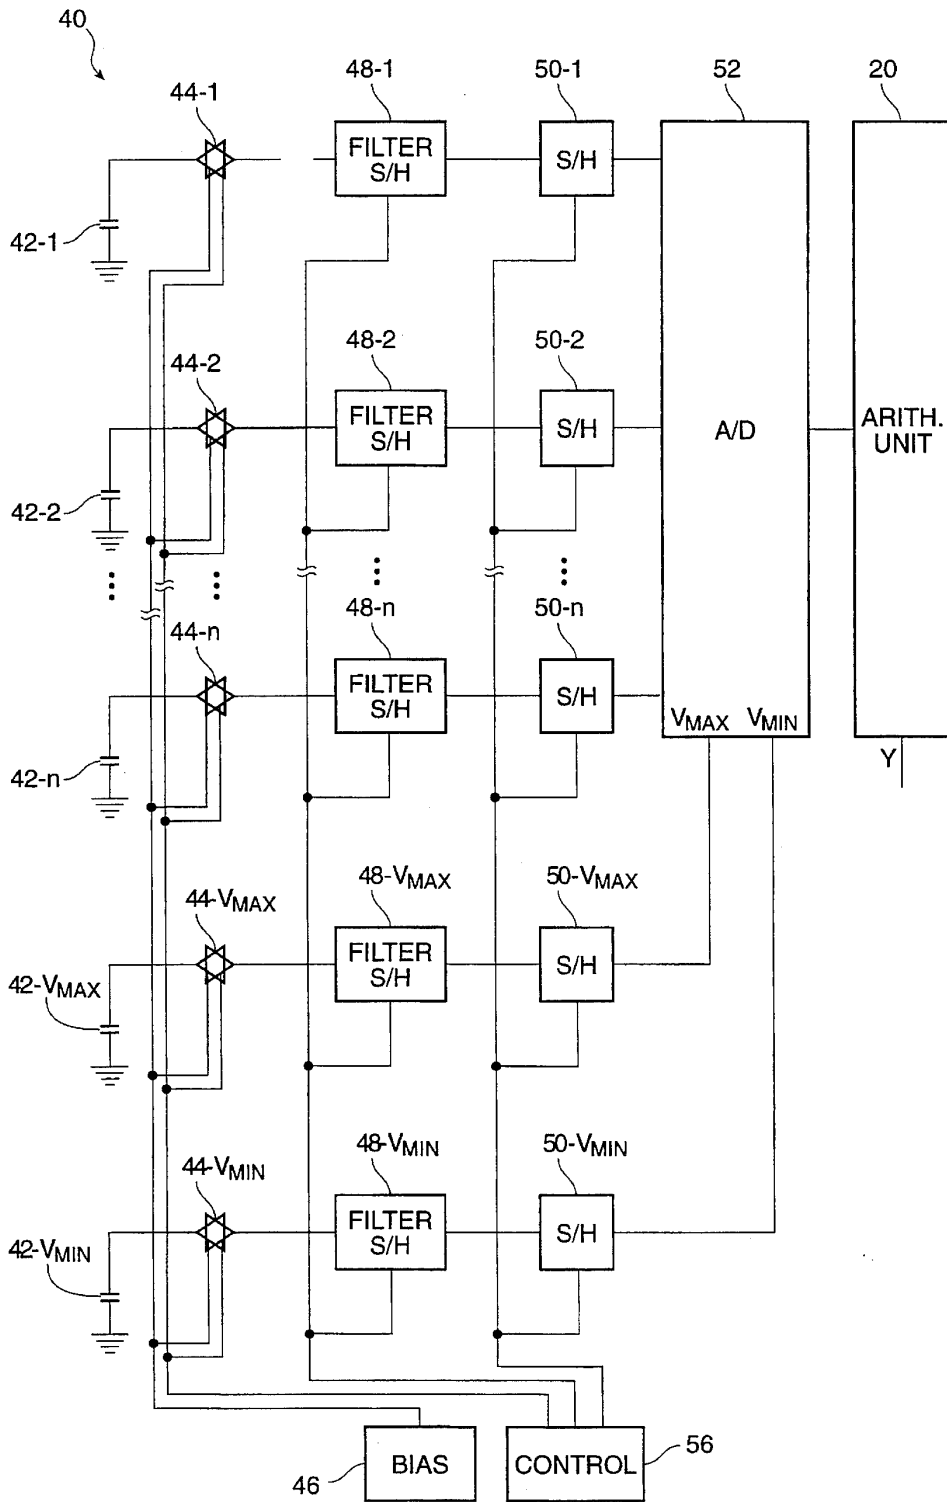 40
44-1
48-1
50-1
52
20
FILTER
S/H
S/H
42-1
44-2
48-2
50-2
FILTER
S/H
S/H
A/D
ARITH.
UNIT
42-2
44-n
48-n
50-n
FILTER
S/H
S/H
VMAX
VMIN
Y
42-n
44-VMAX
48-VMAX
50-VMAX
FILTER
S/H
S/H
42-VMAX
44-VMIN
48-VMIN
50-VMIN
FILTER
S/H
S/H
42-VMIN
46
BIAS
CONTROL
56